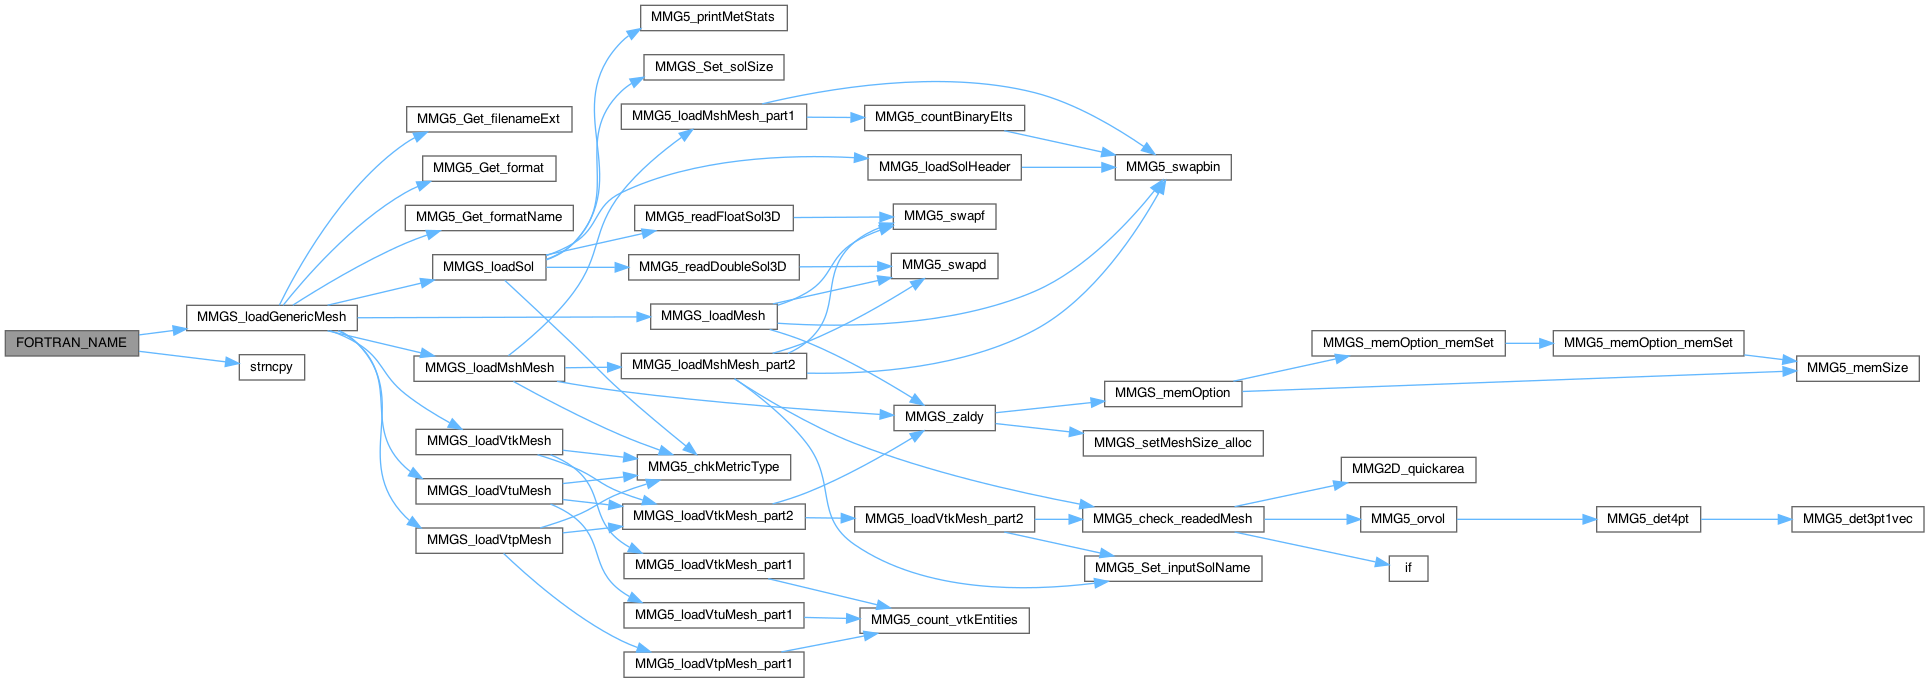 MMG5_printMetStats
MMGS_Set_solSize
MMG5_Get_filenameExt
MMG5_loadMshMesh_part1
MMG5_countBinaryElts
MMG5_Get_format
MMG5_loadSolHeader
MMG5_swapbin
MMG5_Get_formatName
MMG5_readFloatSol3D
MMG5_swapf
MMGS_loadSol
MMG5_readDoubleSol3D
MMG5_swapd
MMGS_loadGenericMesh
MMGS_loadMesh
FORTRAN_NAME
strncpy
MMGS_loadMshMesh
MMG5_loadMshMesh_part2
MMGS_memOption_memSet
MMG5_memOption_memSet
MMG5_memSize
MMGS_memOption
MMGS_zaldy
MMGS_setMeshSize_alloc
MMGS_loadVtkMesh
MMG5_chkMetricType
MMG2D_quickarea
MMGS_loadVtuMesh
MMGS_loadVtkMesh_part2
MMG5_loadVtkMesh_part2
MMG5_check_readedMesh
MMG5_orvol
MMG5_det4pt
MMG5_det3pt1vec
MMGS_loadVtpMesh
MMG5_loadVtkMesh_part1
MMG5_Set_inputSolName
if
MMG5_loadVtuMesh_part1
MMG5_count_vtkEntities
MMG5_loadVtpMesh_part1